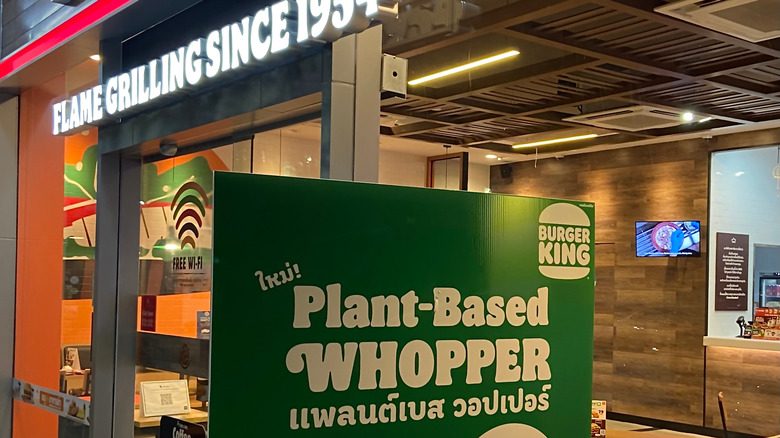 FLAME GRILLING SINCE 1954
FREE WI-FI
BURGER
KING
ใหม่!
Plant-Based
WHOPPER
แพลนต์เบส วอปเปอร์